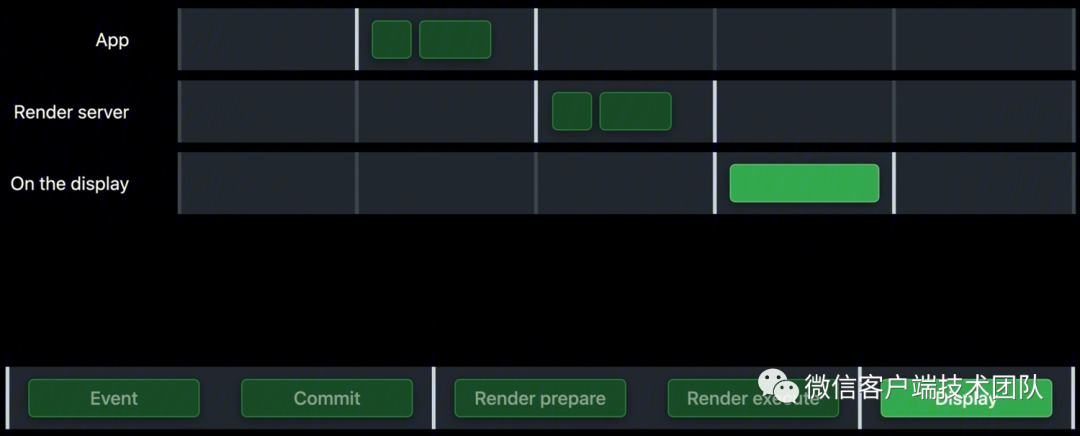 App
Render server
On the display
Event
Commit
Render prepare
Render execute
Display
微信客户端技术团队